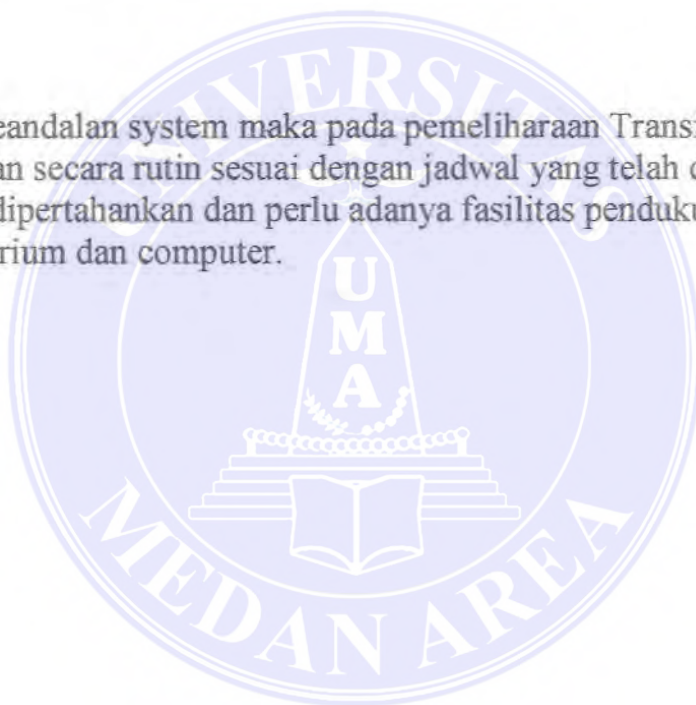 eandalan system maka pada pemeliharaan Transi
an secara rutin sesuai dengan jadwal yang telah
dipertahankan dan perlu adanya fasilitas penduku
rium dan computer.
UNIVERSITAS
UMA
MEDAN AREA